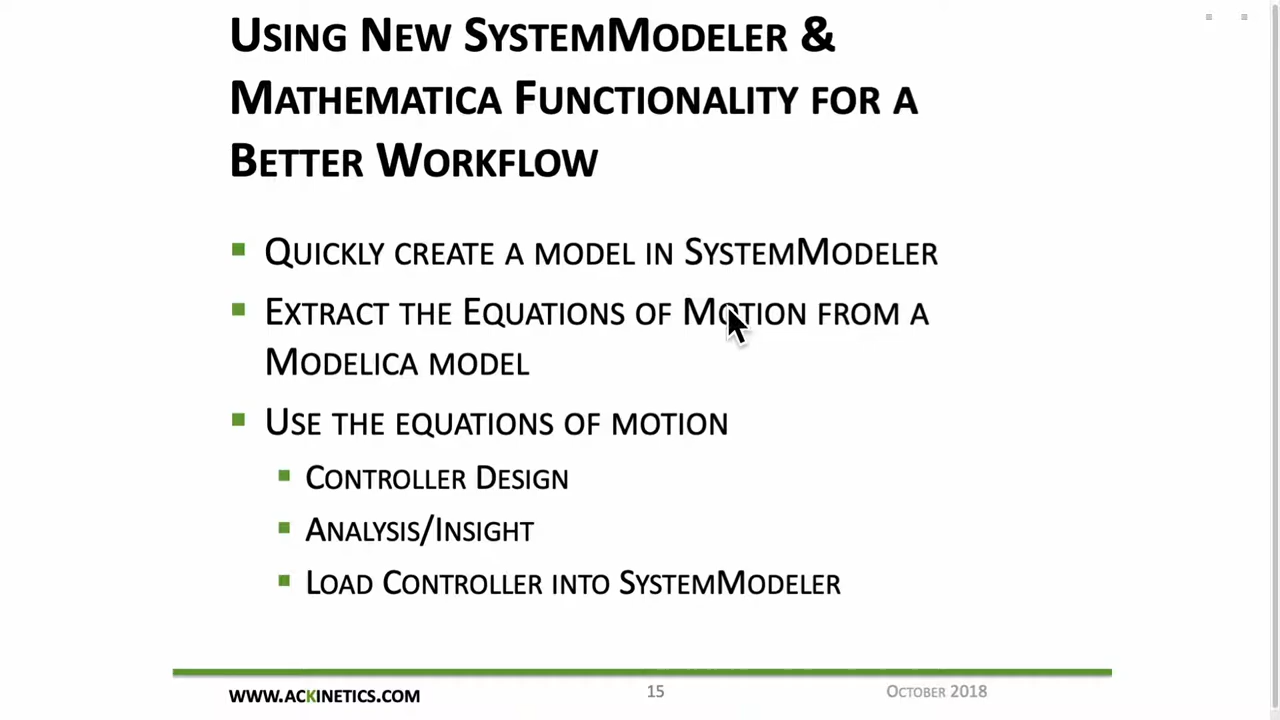 Using New SystemModeler &
Mathematica Functionality for a
Better Workflow
Quickly create a model in SystemModeler
Extract the Equations of Motion from a
Modelica model
Use the equations of motion
Controller Design
Analysis/Insight
Load Controller into SystemModeler
www.ackinetics.com
15
October 2018